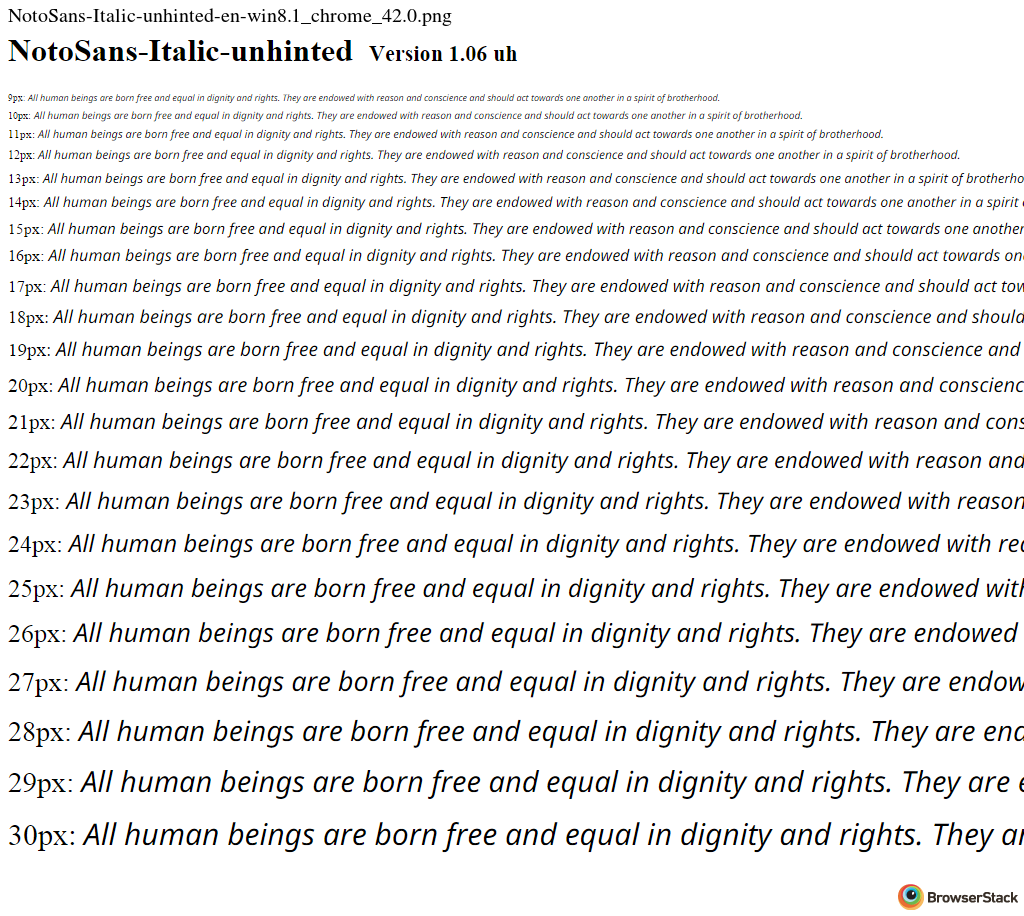 NotoSans-Italic-unhinted-en-win8.1_chrome_42.0.png
NotoSans-Italic-unhinted Version 1.06 uh
9px: All human beings are born free and equal in dignity and rights. They are endowed with reason and conscience and should act towards one another in a spirit of brotherhood.
10px: All human beings are born free and equal in dignity and rights. They are endowed with reason and conscience and should act towards one another in a spirit of brotherhood.
11px: All human beings are born free and equal in dignity and rights. They are endowed with reason and conscience and should act towards one another in a spirit of brotherhood.
12px: All human beings are born free and equal in dignity and rights. They are endowed with reason and conscience and should act towards one another in a spirit of brotherhood.
13px: All human beings are born free and equal in dignity and rights. They are endowed with reason and conscience and should act towards one another in a spirit of brotherho
14px: All human beings are born free and equal in dignity and rights. They are endowed with reason and conscience and should act towards one another in a spirit
15px: All human beings are born free and equal in dignity and rights. They are endowed with reason and conscience and should act towards one another
16px: All human beings are born free and equal in dignity and rights. They are endowed with reason and conscience and should act towards on
17px: All human beings are born free and equal in dignity and rights. They are endowed with reason and conscience and should act tow
18px: All human beings are born free and equal in dignity and rights. They are endowed with reason and conscience and should
19px: All human beings are born free and equal in dignity and rights. They are endowed with reason and conscience and
20px: All human beings are born free and equal in dignity and rights. They are endowed with reason and conscienc
21px: All human beings are born free and equal in dignity and rights. They are endowed with reason and cons
22px: All human beings are born free and equal in dignity and rights. They are endowed with reason and
23px: All human beings are born free and equal in dignity and rights. They are endowed with reason
24px: All human beings are born free and equal in dignity and rights. They are endowed with rea
25px: All human beings are born free and equal in dignity and rights. They are endowed with
26px: All human beings are born free and equal in dignity and rights. They are endowed
27px: All human beings are born free and equal in dignity and rights. They are endow
28px: All human beings are born free and equal in dignity and rights. They are end
29px: All human beings are born free and equal in dignity and rights. They are e
30px: All human beings are born free and equal in dignity and rights. They ar
BrowserStack